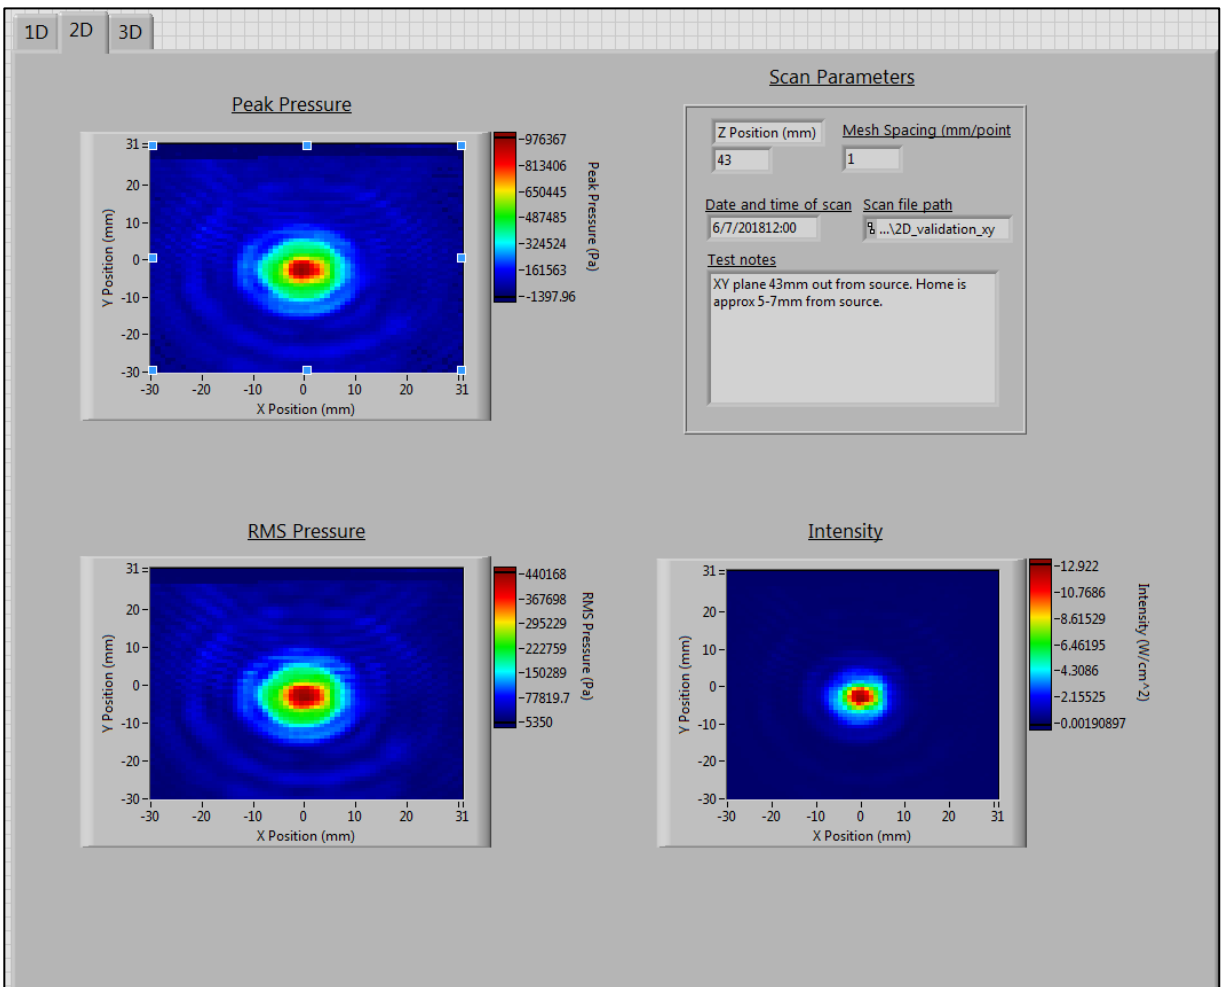 1D 2D 3D
Peak Pressure
31
20
10
0
-10
-20
-30
Y Position (mm)
-30 -20 -10 0 10 20 31
X Position (mm)
976367
813406
650445
487485
324524
161563
-1397.96
Peak Pressure (Pa)
Scan Parameters
Z Position (mm) Mesh Spacing (mm/point
43 1
Date and time of scan Scan file path
6/7/201812:00 ...\2D_validation_xy
Test notes
XY plane 43mm out from source. Home is
approx 5-7mm from source.
RMS Pressure
31
20
10
0
-10
-20
-30
Y Position (mm)
-30 -20 -10 0 10 20 31
X Position (mm)
440168
367698
295229
222759
150289
77819.7
5350
RMS Pressure (Pa)
Intensity
31
20
10
0
-10
-20
-30
Y Position (mm)
-30 -20 -10 0 10 20 31
X Position (mm)
12.922
10.7686
8.61529
6.46195
4.3086
2.15525
0.00190897
Intensity (W/cm^2)